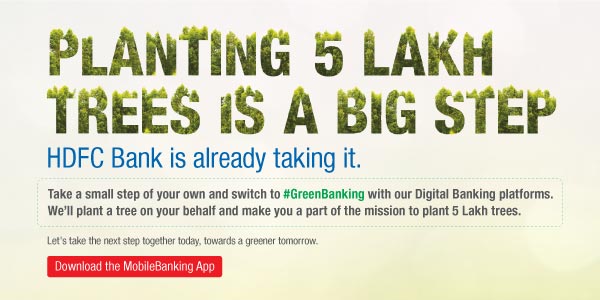 PLANTING 5 LAKH
TREES IS A BIG STEP
HDFC Bank is already taking it.
Take a small step of your own and switch to #GreenBanking with our Digital Banking platforms.
We'll plant a tree on your behalf and make you a part of the mission to plant 5 Lakh trees.
Let's take the next step together today, towards a greener tomorrow.
Download the MobileBanking App